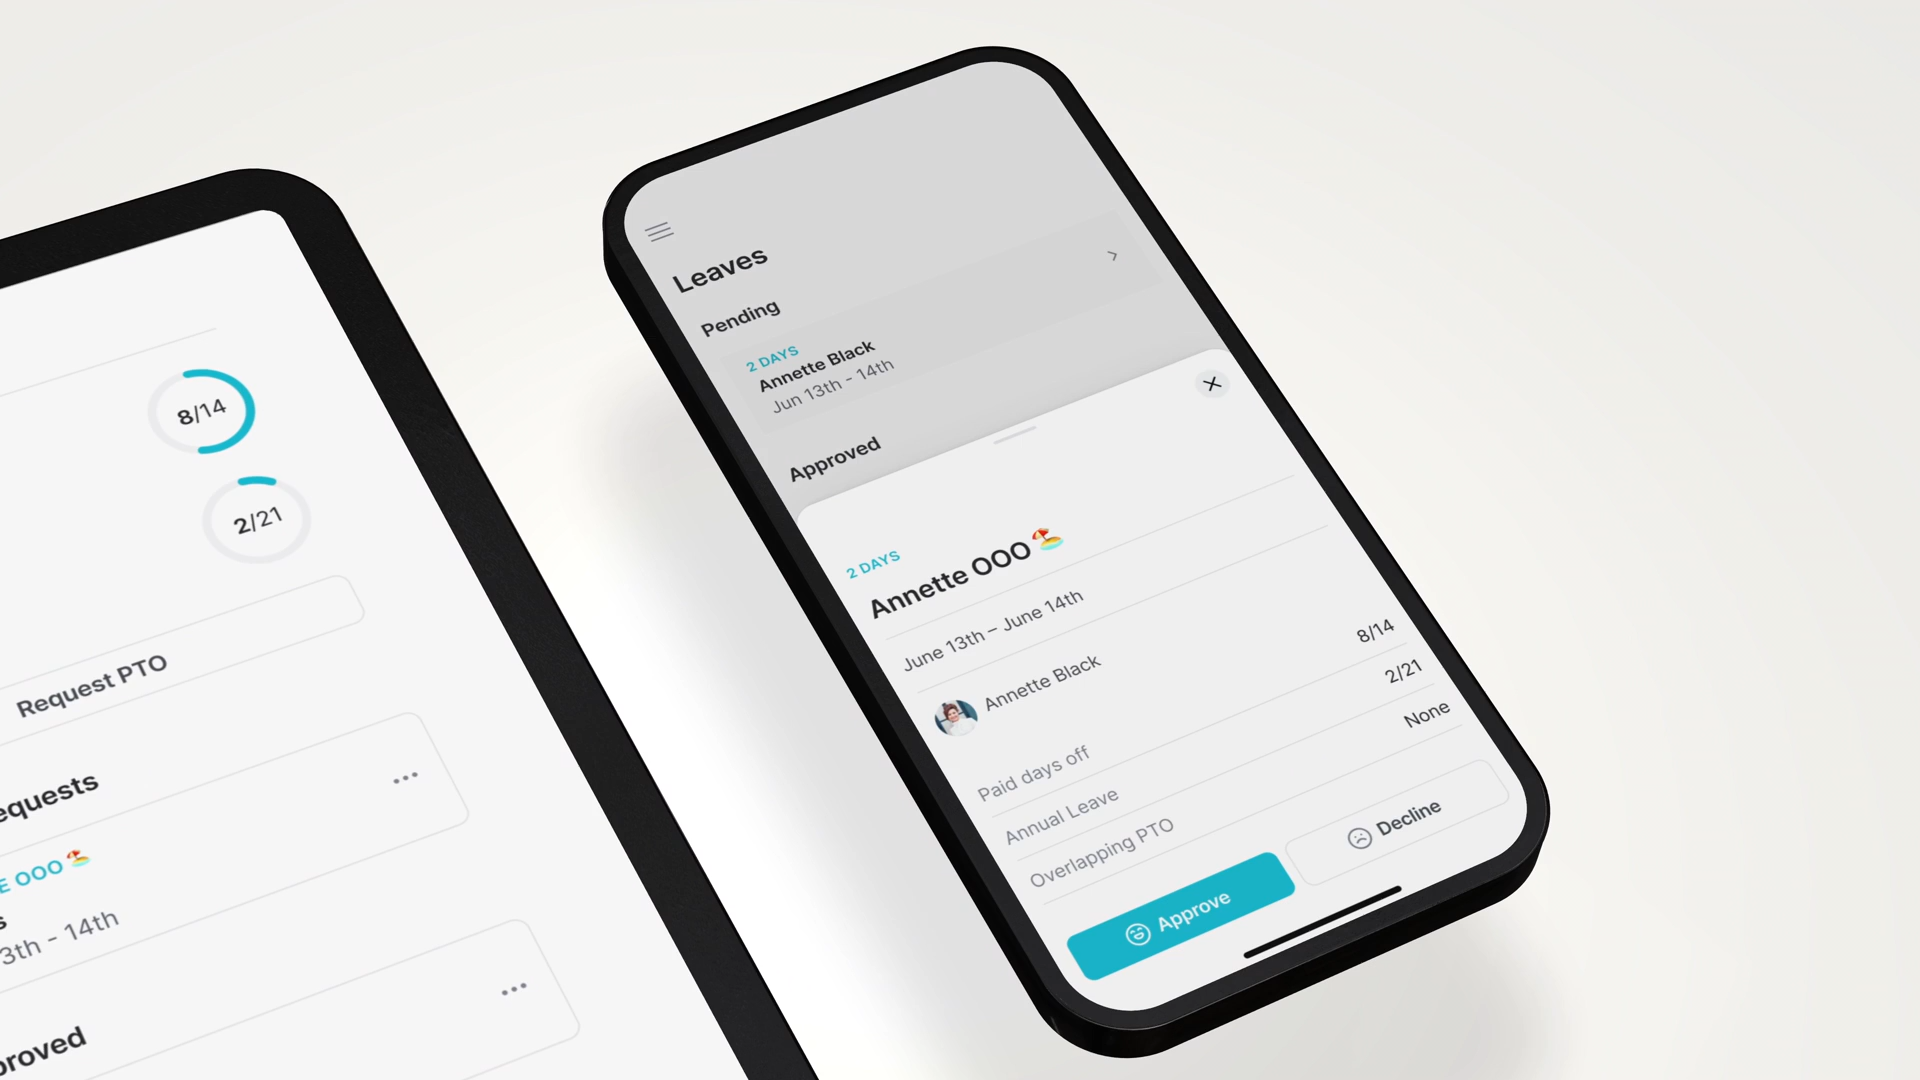 8/14
2/21
Request PTO
OOO 🏖️
3th - 14th
Leaves
Pending
2 DAYS
Annette Black
Jun 13th - 14th
Approved
2 DAYS
Annette OOO 🏖️
June 13th – June 14th
Annette Black
Paid days off 8/14
Annual Leave 2/21
Overlapping PTO None
Approve
Decline